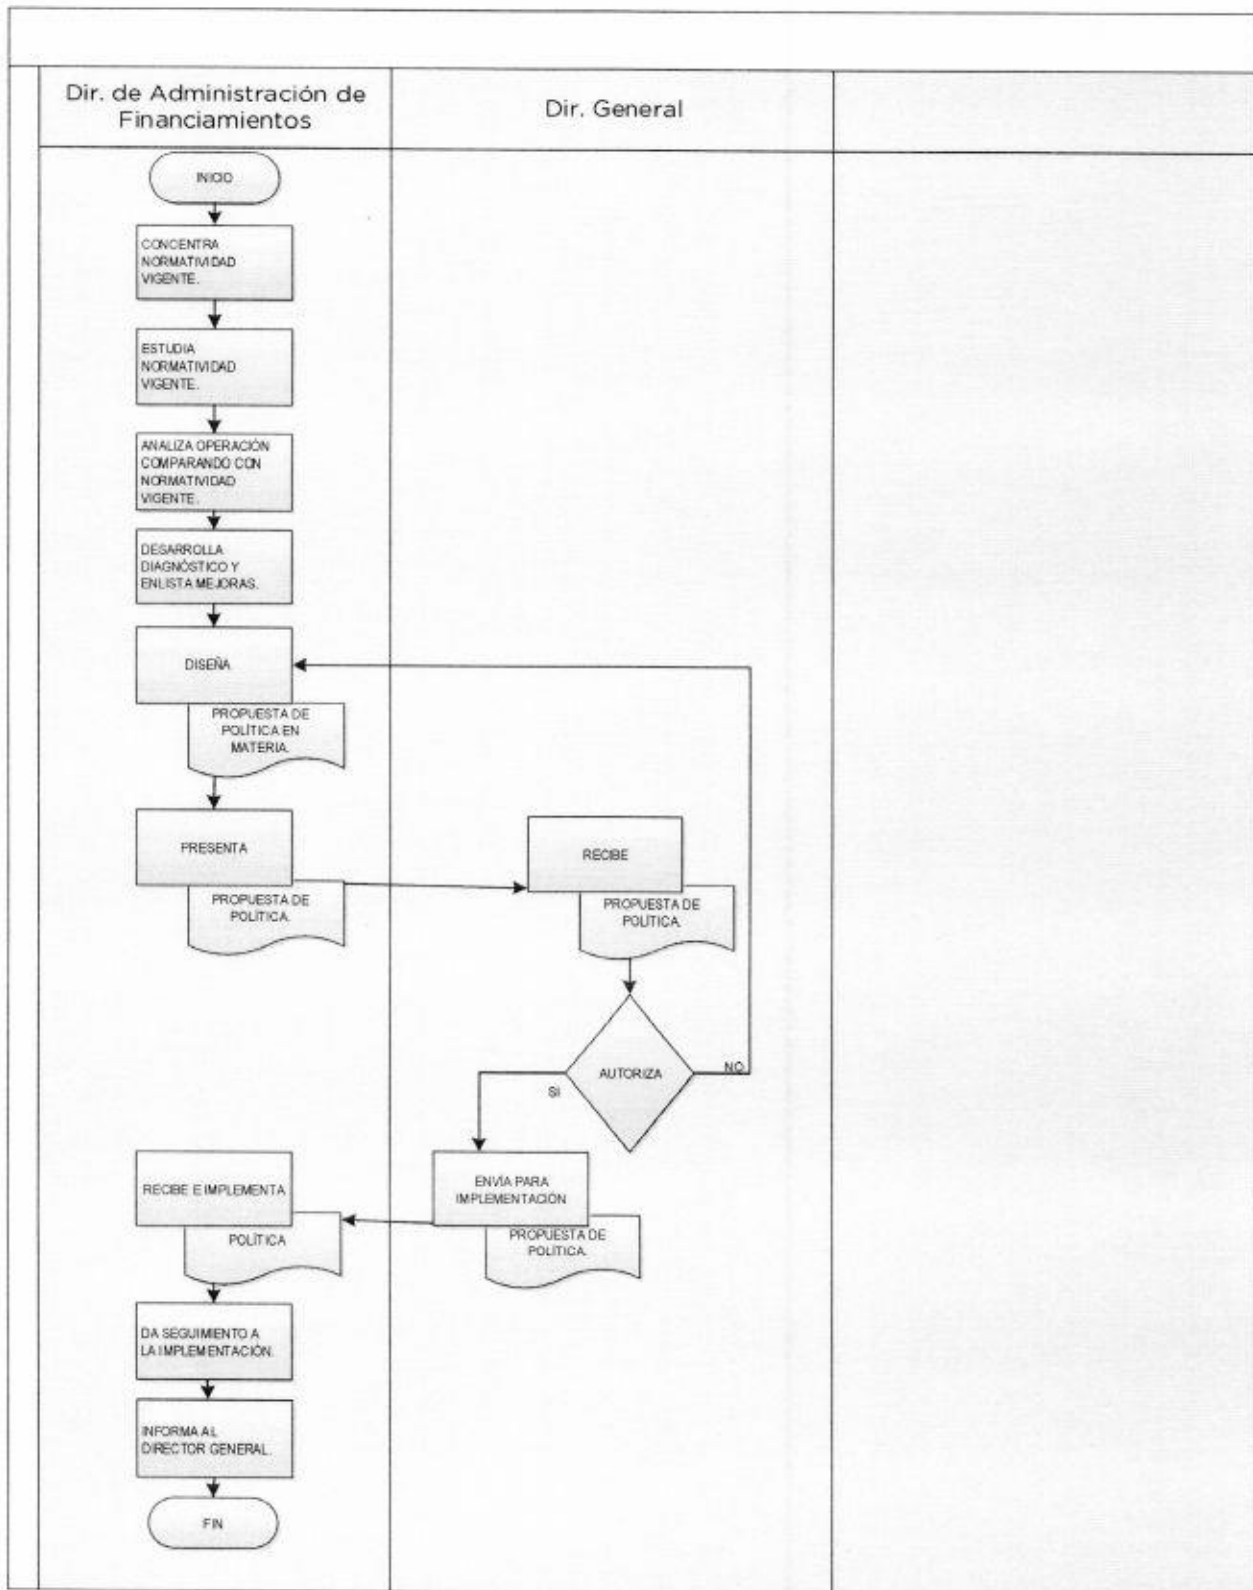 Dir. de Administración de
Financiamientos
Dir. General
INICIO
CONCENTRA
NORMATIVIDAD
VIGENTE.
ESTUDIA
NORMATIVIDAD
VIGENTE.
ANALIZA OPERACIÓN
COMPARANDO CON
NORMATIVIDAD
VIGENTE.
DESARROLLA
DIAGNÓSTICO Y
ENLISTA MEJORAS.
DISEÑA
PROPUESTA DE
POLÍTICA EN
MATERIA.
PRESENTA
PROPUESTA DE
POLÍTICA.
RECIBE
PROPUESTA DE
POLÍTICA.
AUTORIZA
NO
SI
ENVÍA PARA
IMPLEMENTACIÓN
PROPUESTA DE
POLÍTICA.
RECIBE E IMPLEMENTA
POLÍTICA
DA SEGUIMIENTO A
LA IMPLEMENTACIÓN.
INFORMA AL
DIRECTOR GENERAL.
FIN